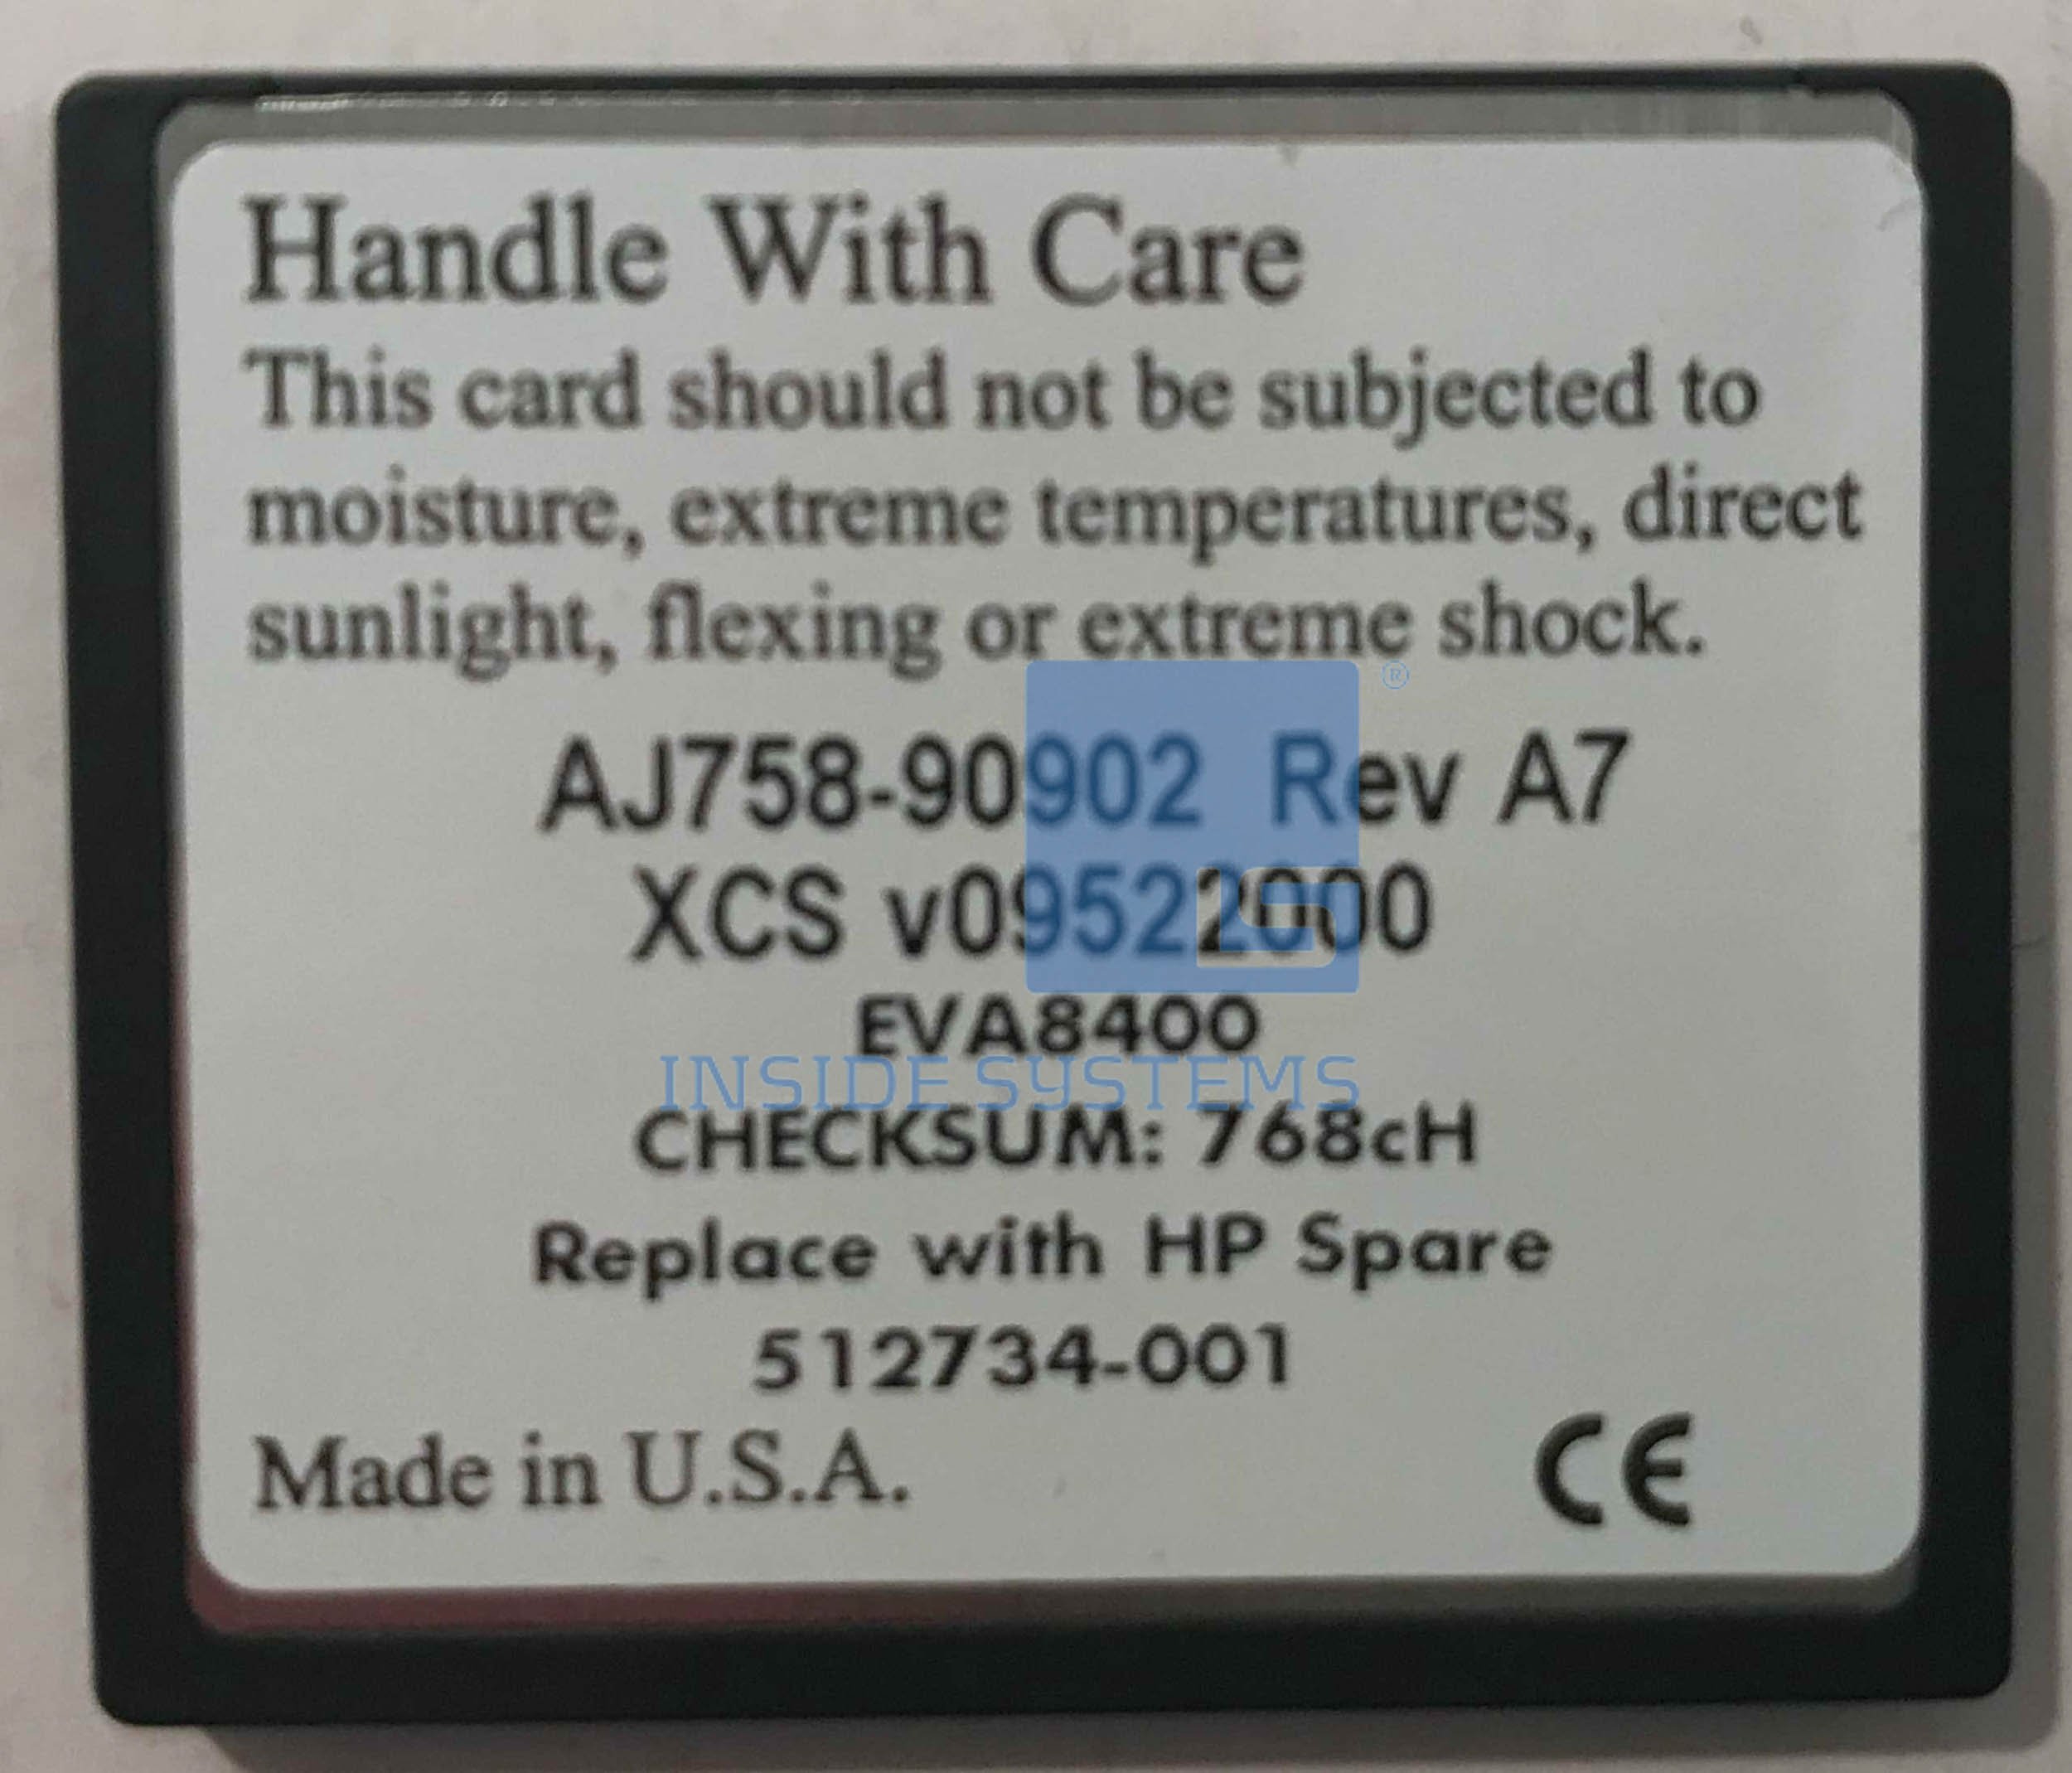 Handle With Care
This card should not be subjected to
moisture, extreme temperatures, direct
sunlight, flexing or extreme shock.
®
AJ758-90902 Rev A7
XCS v09522000
EVA8400
INSIDE SYSTEMS
CHECKSUM: 768cH
Replace with HP Spare
512734-001
Made in U.S.A.
CE